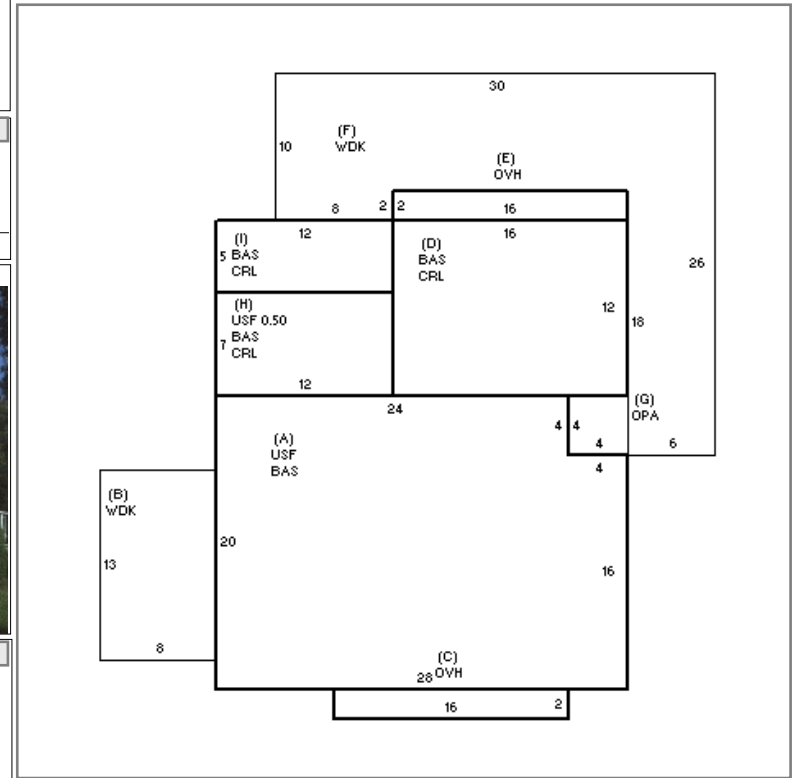 30
(F)
WDK
10
(E)
OVH
8
2
2
16
12
16
(I)
BAS
CRL
5
(D)
BAS
CRL
26
(H)
USF 0.50
BAS
CRL
7
12
18
12
24
(G)
OPA
4
4
4
6
4
(A)
USF
BAS
(B)
WDK
13
20
16
8
(C)
OVH
28
16
2